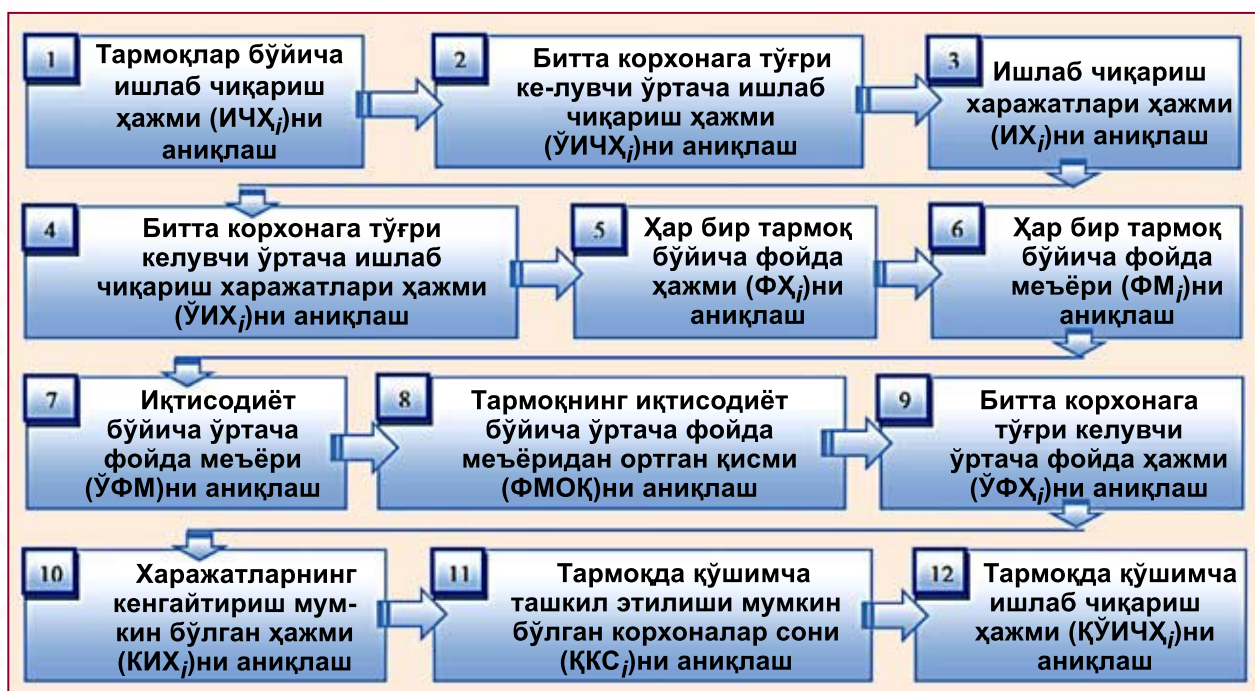 1
Тармоқлар бўйича
ишлаб чиқариш
ҳажми (ИЧҲi)ни
аниқлаш
2
Битта корхонага тўғри
ке-лувчи ўртача ишлаб
чиқариш ҳажми
(ЎИЧҲi)ни аниқлаш
3
Ишлаб чиқариш
харажатлари ҳажми
(ИХi)ни аниқлаш
4
Битта корхонага тўғри
келувчи ўртача ишлаб
чиқариш харажатлари ҳажми
(ЎИХi)ни аниқлаш
5
Ҳар бир тармоқ
бўйича фойда
ҳажми (ФҲi)ни
аниқлаш
6
Ҳар бир тармоқ
бўйича фойда
меъёри (ФМi)ни
аниқлаш
7
Иқтисодиёт
бўйича ўртача
фойда меъёри
(ЎФМ)ни аниқлаш
8
Тармоқнинг иқтисодиёт
бўйича ўртача фойда
меъёридан ортган қисми
(ФМОҚ)ни аниқлаш
9
Битта корхонага
тўғри келувчи
ўртача фойда ҳажми
(ЎФҲi)ни аниқлаш
10
Харажатларнинг
кенгайтириш мум-
кин бўлган ҳажми
(КИХi)ни аниқлаш
11
Тармоқда қўшимча
ташкил этилиши мумкин
бўлган корхоналар сони
(ҚКСi)ни аниқлаш
12
Тармоқда қўшимча
ишлаб чиқариш
ҳажми (ҚЎИЧҲi)ни
аниқлаш